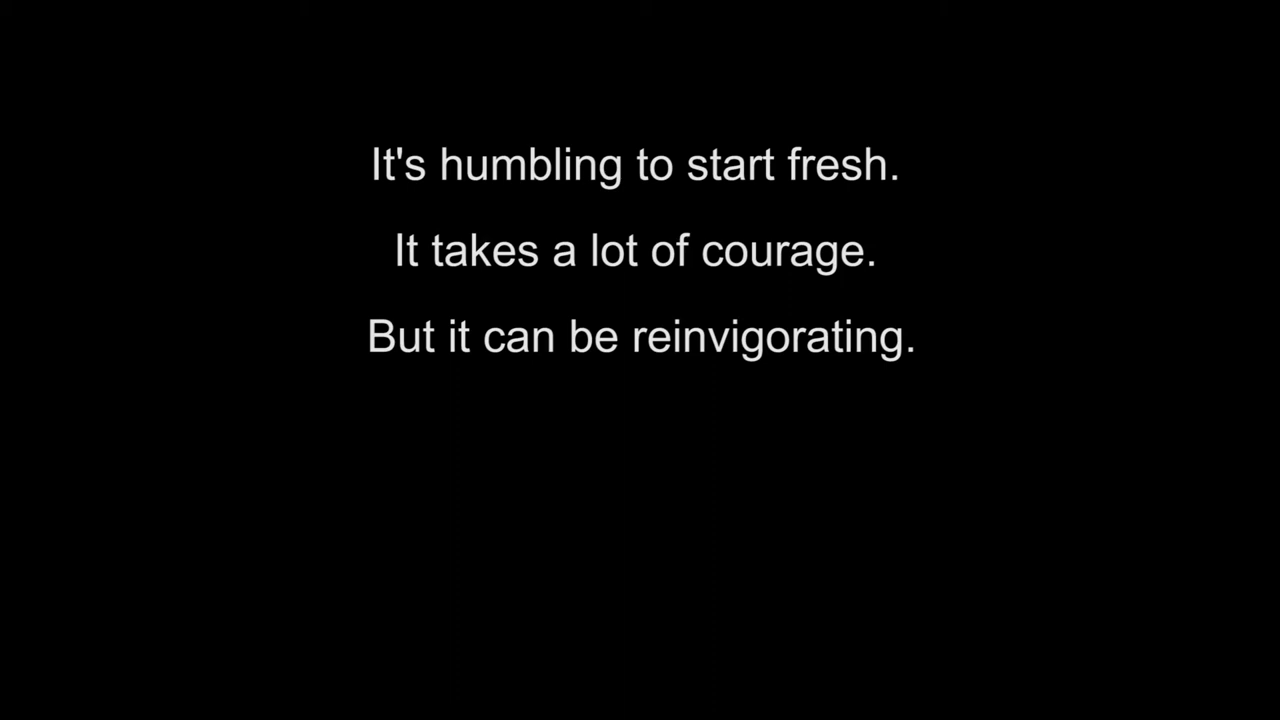 It's humbling to start fresh.
It takes a lot of courage.
But it can be reinvigorating.